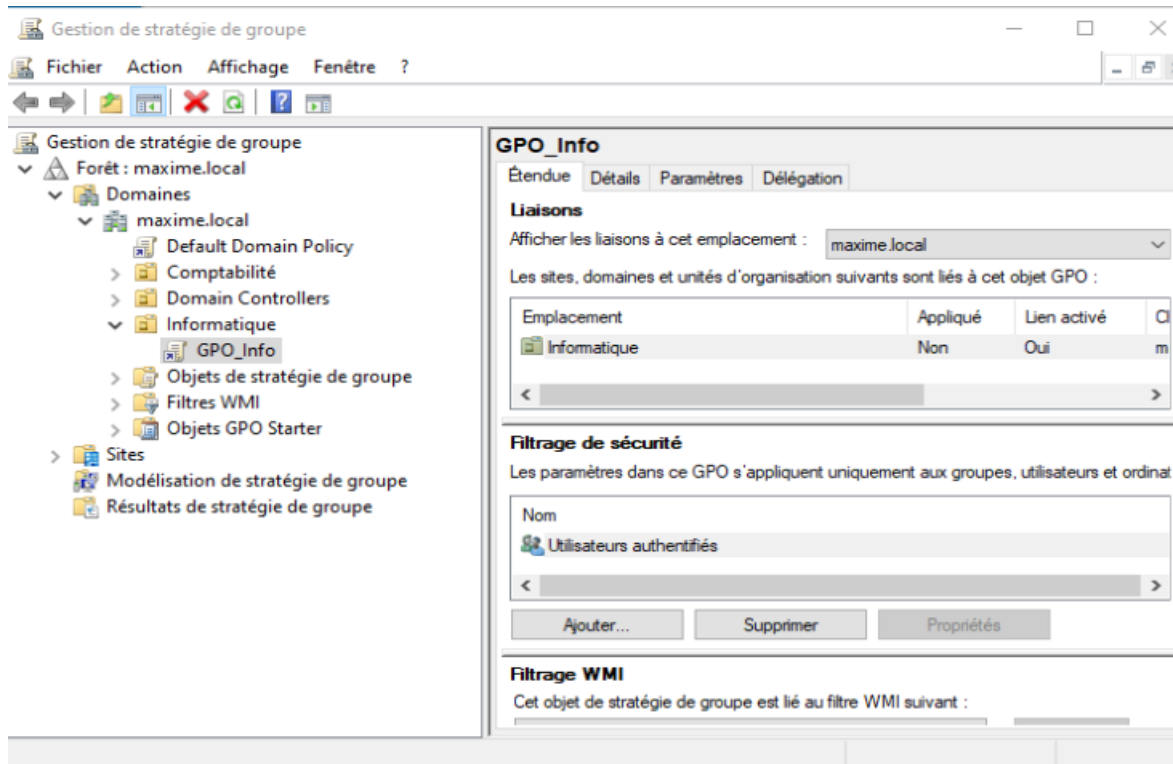 Gestion de stratégie de groupe
Fichier Action Affichage Fenêtre ?
Gestion de stratégie de groupe
Forêt : maxime.local
Domaines
maxime.local
Default Domain Policy
Comptabilité
Domain Controllers
Informatique
GPO_Info
Objets de stratégie de groupe
Filtres WMI
Objets GPO Starter
Sites
Modélisation de stratégie de groupe
Résultats de stratégie de groupe
GPO_Info
Étendue Détails Paramètres Délégation
Liaisons
Afficher les liaisons à cet emplacement : maxime.local
Les sites, domaines et unités d'organisation suivants sont liés à cet objet GPO :
Emplacement Appliqué Lien activé
Informatique Non Oui
Filtrage de sécurité
Les paramètres dans ce GPO s'appliquent uniquement aux groupes, utilisateurs et
Nom
Utilisateurs authentifiés
Ajouter... Supprimer Propriétés
Filtrage WMI
Cet objet de stratégie de groupe est lié au filtre WMI suivant :